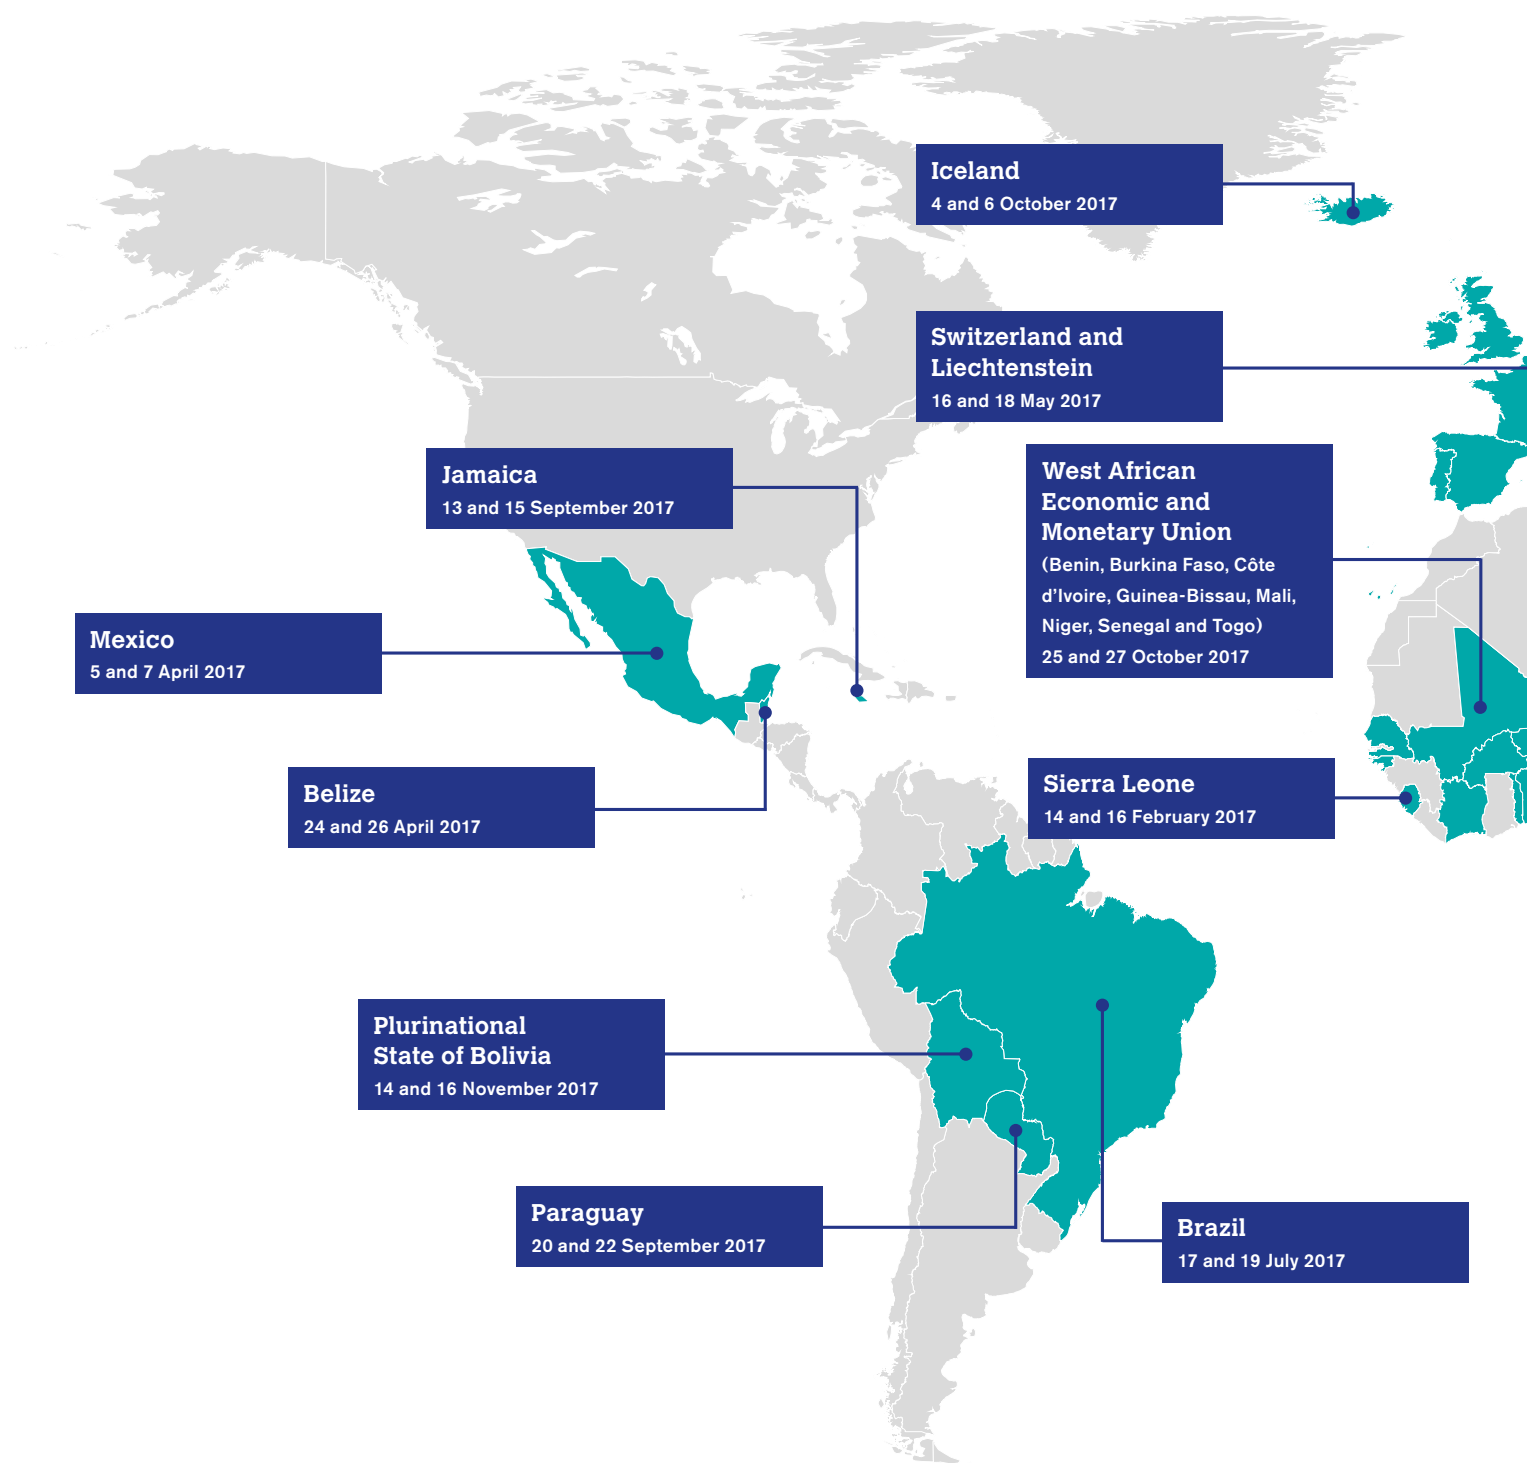 Iceland
4 and 6 October 2017
Switzerland and
Liechtenstein
16 and 18 May 2017
West African
Economic and
Monetary Union
(Benin, Burkina Faso, Côte
d’Ivoire, Guinea-Bissau, Mali,
Niger, Senegal and Togo)
25 and 27 October 2017
Jamaica
13 and 15 September 2017
Mexico
5 and 7 April 2017
Belize
24 and 26 April 2017
Sierra Leone
14 and 16 February 2017
Plurinational
State of Bolivia
14 and 16 November 2017
Paraguay
20 and 22 September 2017
Brazil
17 and 19 July 2017